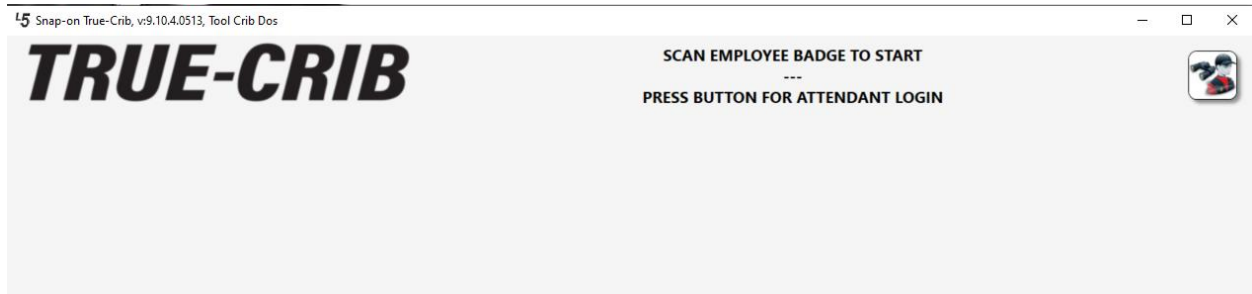 Snap-on True-Crib, v:9.10.4.0513, Tool Crib Dos
TRUE-CRIB
SCAN EMPLOYEE BADGE TO START
---
PRESS BUTTON FOR ATTENDANT LOGIN